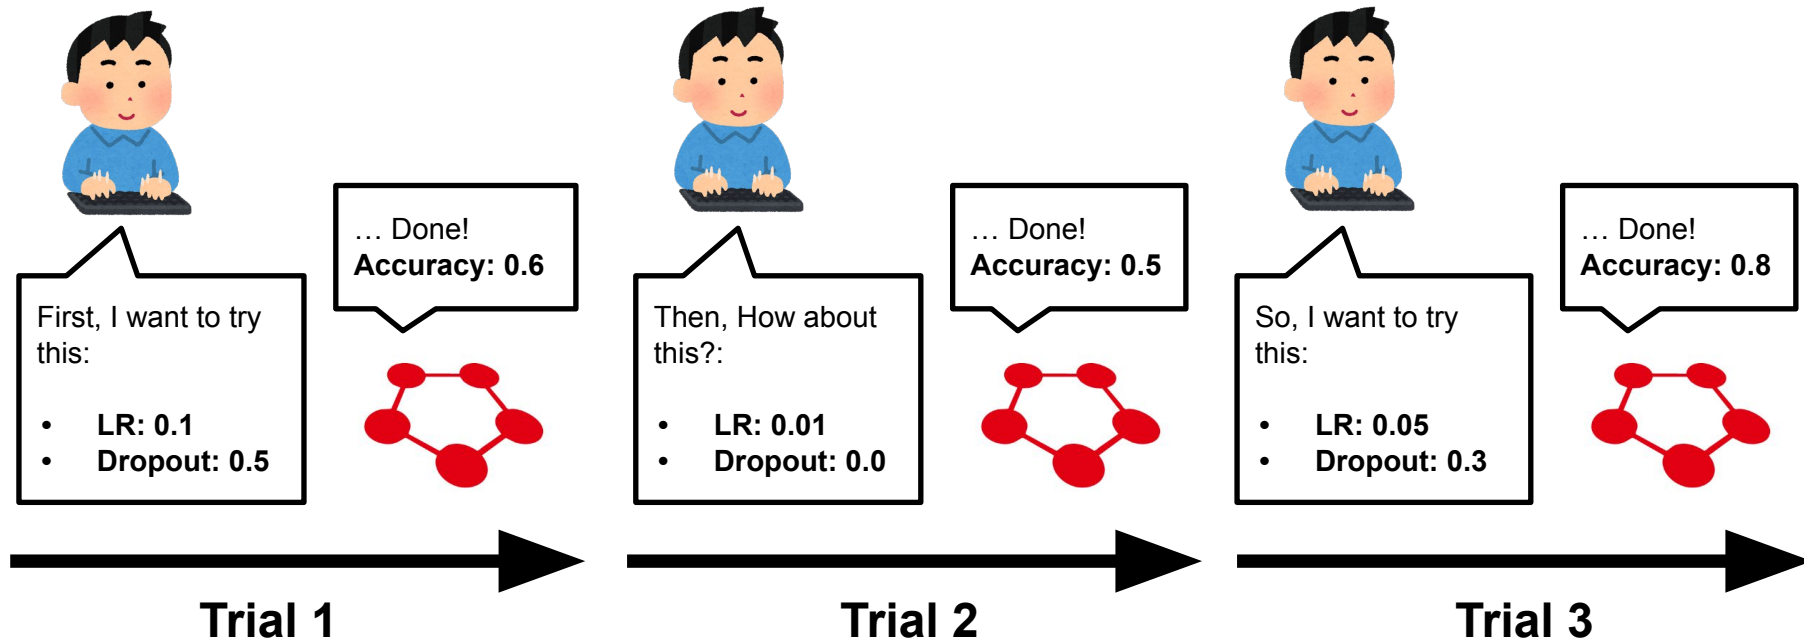 First, I want to try
this:
• LR: 0.1
• Dropout: 0.5
… Done!
Accuracy: 0.6
Trial 1
Then, How about
this?:
• LR: 0.01
• Dropout: 0.0
… Done!
Accuracy: 0.5
Trial 2
So, I want to try
this:
• LR: 0.05
• Dropout: 0.3
… Done!
Accuracy: 0.8
Trial 3